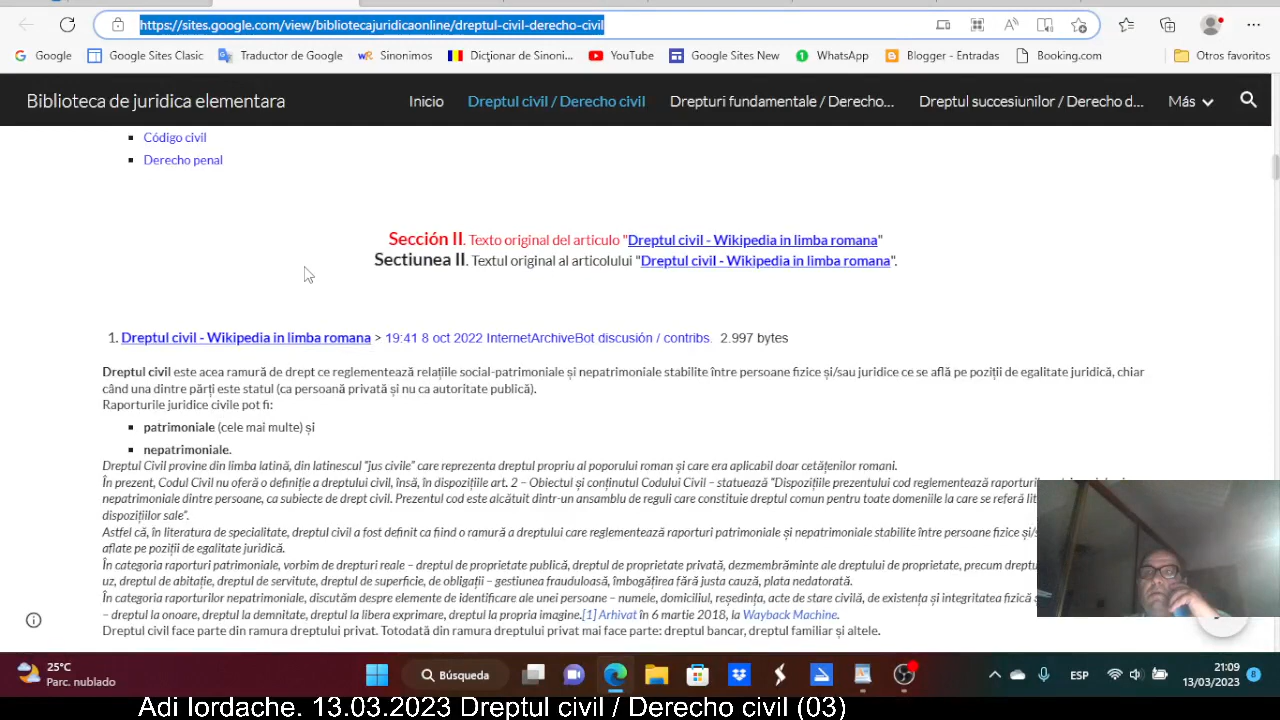 https://sites.google.com/view/bibliotecajuridicaonline/dreptul-civil-derecho-civil
Google Google Sites Clasic Traductor de Google Sinonimos Dicționar de Sinoni... YouTube Google Sites New WhatsApp Blogger - Entradas Booking.com Otros favoritos
Biblioteca de juridica elementara Inicio Dreptul civil / Derecho civil Drepturi fundamentale / Derecho... Dreptul succesiunilor / Derecho d... Más
Código civil
Derecho penal
Sección II. Texto original del articulo "Dreptul civil - Wikipedia in limba romana"
Sectiunea II. Textul original al articolului "Dreptul civil - Wikipedia in limba romana".
1. Dreptul civil - Wikipedia in limba romana > 19:41 8 oct 2022 InternetArchiveBot discusión / contribs. 2.997 bytes
Dreptul civil este acea ramură de drept ce reglementează relațiile social-patrimoniale și nepatrimoniale stabilite între persoane fizice și/sau juridice ce se află pe poziții de egalitate juridică, chiar
când una dintre părți este statul (ca persoană privată și nu ca autoritate publică).
Raporturile juridice civile pot fi:
patrimoniale (cele mai multe) și
nepatrimoniale.
Dreptul Civil provine din limba latină, din latinescul “jus civile” care reprezenta dreptul propriu al poporului roman și care era aplicabil doar cetățenilor romani.
În prezent, Codul Civil nu oferă o definiție a dreptului civil, însă, în dispozițiile art. 2 – Obiectul și conținutul Codului Civil – statuează “Dispozițiile prezentului cod reglementează raporturil
nepatrimoniale dintre persoane, ca subiecte de drept civil. Prezentul cod este alcătuit dintr-un ansamblu de reguli care constituie dreptul comun pentru toate domeniile la care se referă lit
dispozițiilor sale”.
Astfel că, în literatura de specialitate, dreptul civil a fost definit ca fiind o ramură a dreptului care reglementează raporturi patrimoniale și nepatrimoniale stabilite între persoane fizice și/s
aflate pe poziții de egalitate juridică.
În categoria raporturi patrimoniale, vorbim de drepturi reale – dreptul de proprietate publică, dreptul de proprietate privată, dezmembrăminte ale dreptului de proprietate, precum dreptu
uz, dreptul de abitație, dreptul de servitute, dreptul de superficie, de obligații – gestiunea frauduloasă, îmbogățirea fără justa cauză, plata nedatorată.
În categoria raporturilor nepatrimoniale, discutăm despre elemente de identificare ale unei persoane – numele, domiciliul, reședința, acte de stare civilă, de existența și integritatea fizică s
– dreptul la onoare, dreptul la demnitate, dreptul la libera exprimare, dreptul la propria imagine.[1] Arhivat în 6 martie 2018, la Wayback Machine.
Dreptul civil face parte din ramura dreptului privat. Totodată din ramura dreptului privat mai face parte: dreptul bancar, dreptul familiar și altele.
25°C
Parc. nublado
Búsqueda
ESP
21:09
13/03/2023
8
Adi Iordache. 13.03.2023 Dreptul civil / Derecho civil (03)